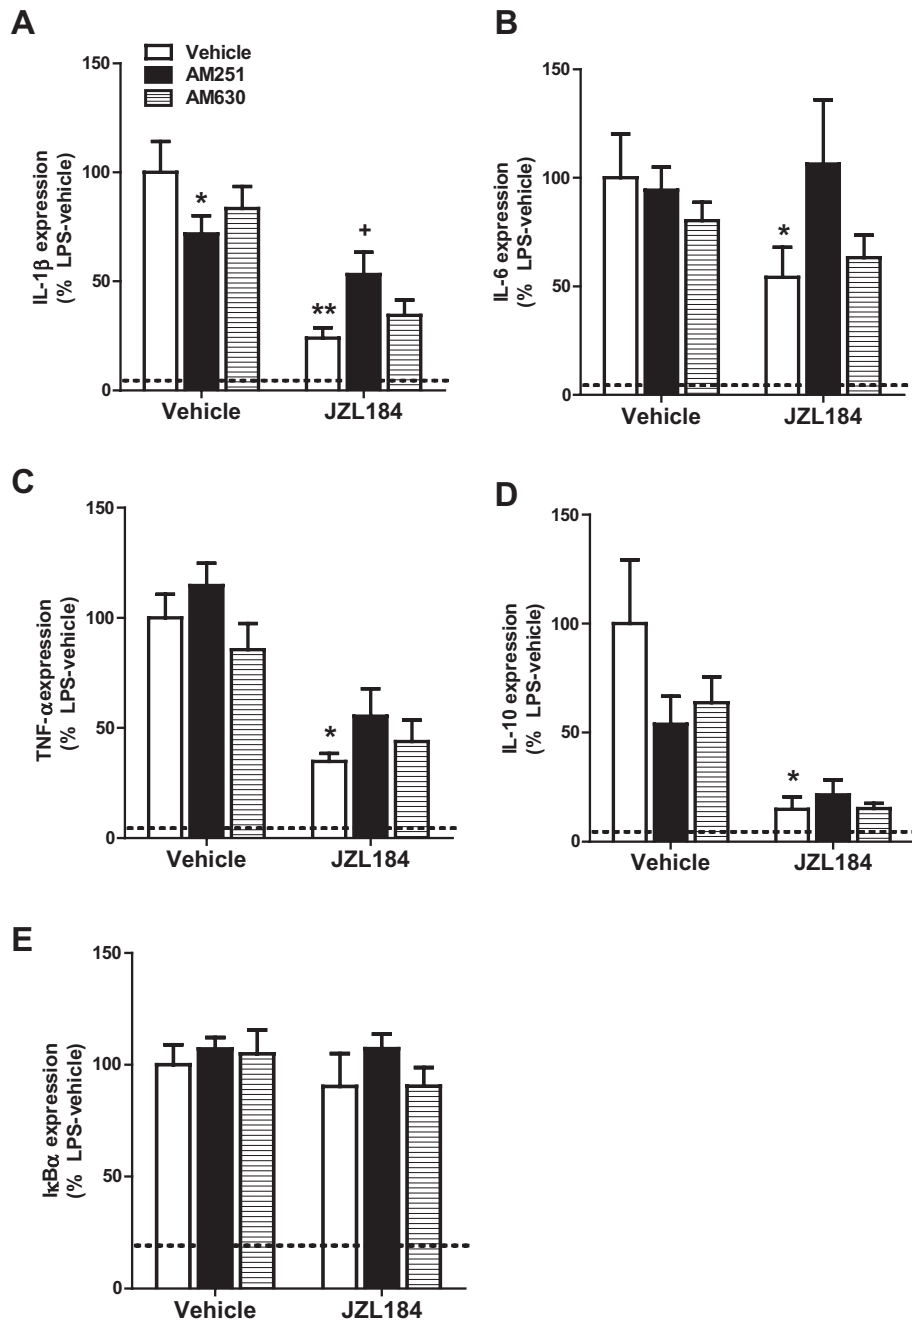 A
Vehicle
AM251
AM630
150
100
50
0
IL-1β expression
(% LPS-vehicle)
*
**
+
Vehicle
JZL184
B
150
100
50
0
IL-6 expression
(% LPS-vehicle)
*
Vehicle
JZL184
C
150
100
50
0
TNF-αexpression
(% LPS-vehicle)
*
Vehicle
JZL184
D
150
100
50
0
IL-10 expression
(% LPS-vehicle)
*
Vehicle
JZL184
E
150
100
50
0
IκBα expression
(% LPS-vehicle)
Vehicle
JZL184